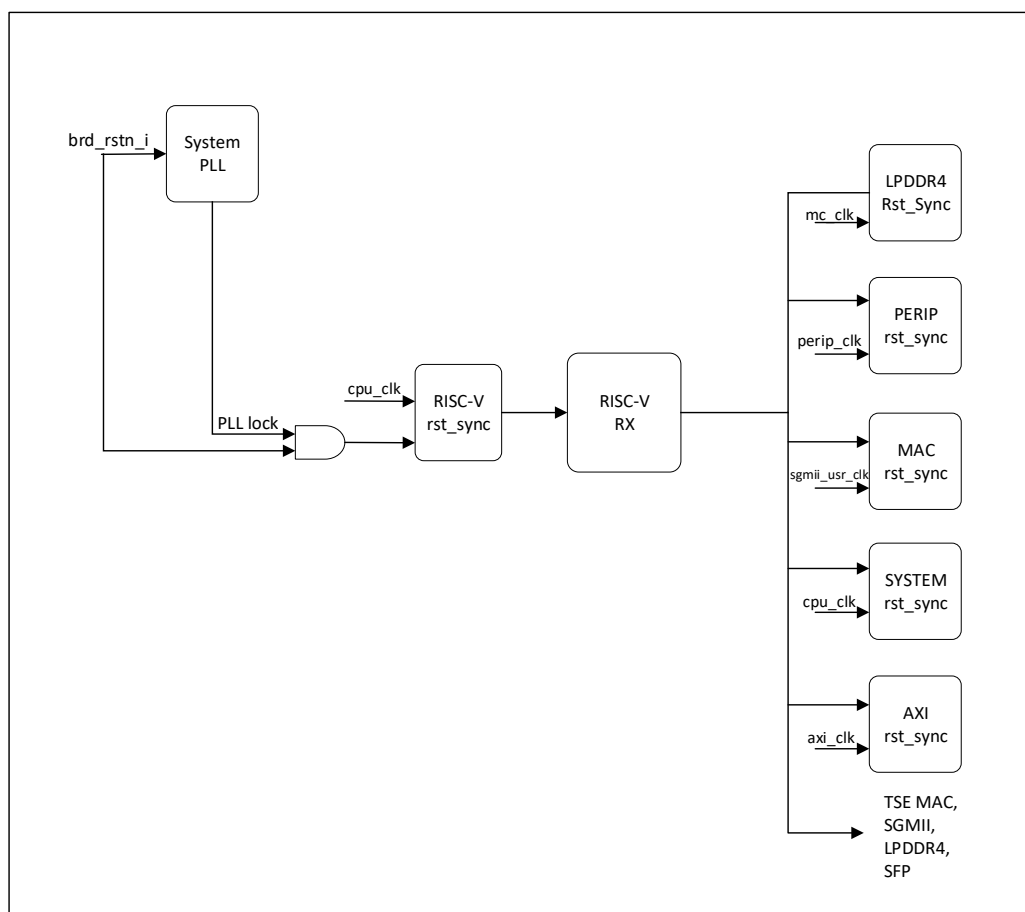 brd_rstn_i
System
PLL
LPDDR4
Rst_Sync
mc_clk
PERIP
rst_sync
perip_clk
cpu_clk
RISC-V
rst_sync
RISC-V
RX
PLL lock
MAC
rst_sync
sgmii_usr_clk
SYSTEM
rst_sync
cpu_clk
AXI
rst_sync
axi_clk
TSE MAC,
SGMII,
LPDDR4,
SFP